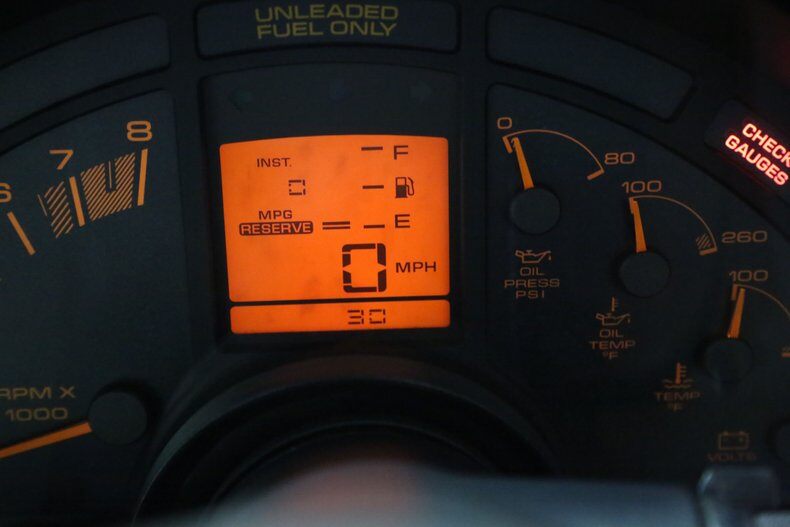 UNLEADED
FUEL ONLY
6 7 8
RPM X
1000
INST.
0
MPG
RESERVE
F
E
0 MPH
30
0 80
OIL
PRESS
PSI
100 260
OIL
TEMP
°F
100
TEMP
°F
VOLTS
CHECK
GAUGES